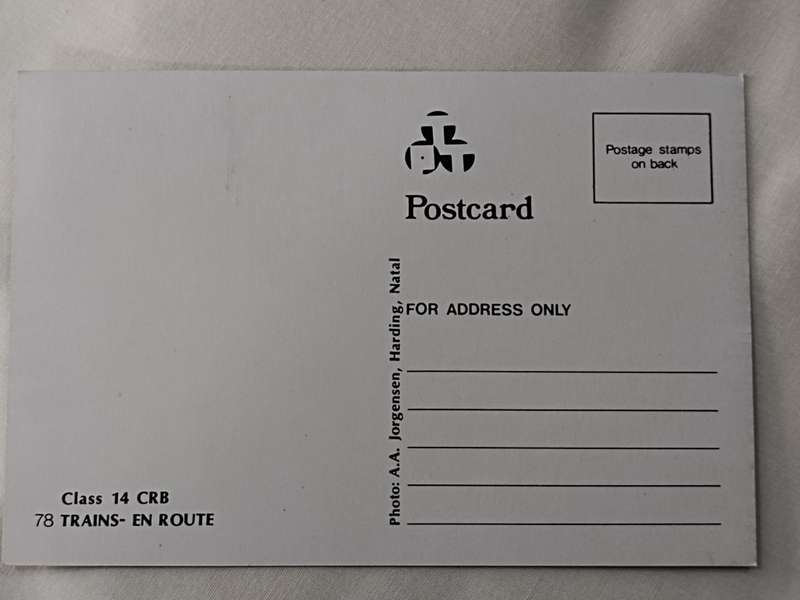 Postcard
Postage stamps
on back
FOR ADDRESS ONLY
Photo: A.A. Jorgensen, Harding, Natal
Class 14 CRB
78 TRAINS- EN ROUTE